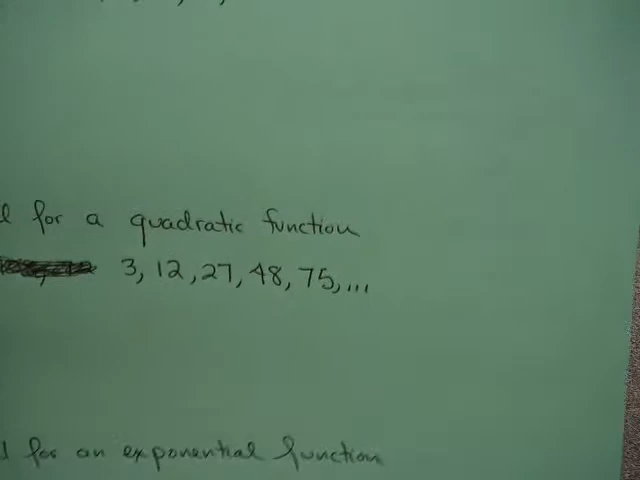 for a quadratic function
3, 12, 27, 48, 75, ...
for an exponential function